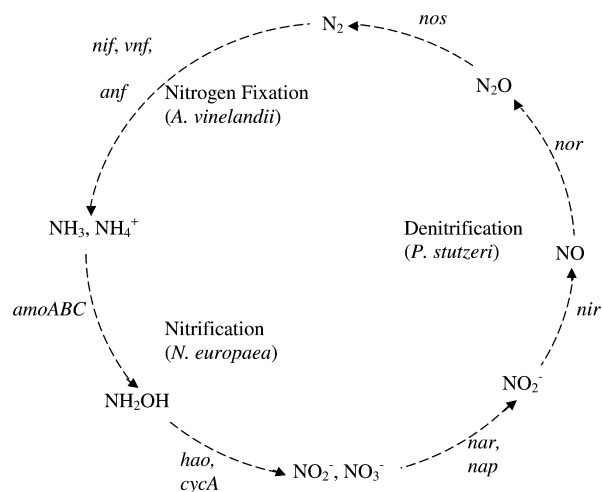 N₂
nos
nif, vnf,
anf
Nitrogen Fixation
(A. vinelandii)
N₂O
nor
NH₃, NH₄⁺
Denitrification
(P. stutzeri)
NO
amoABC
Nitrification
(N. europaea)
nir
NH₂OH
NO₂⁻
hao,
cycA
NO₂⁻, NO₃⁻
nar,
nap